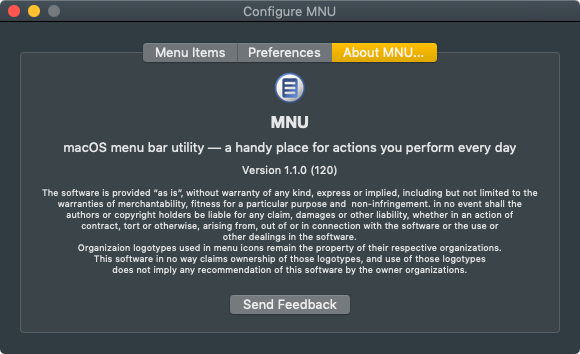 Configure MNU
Menu Items Preferences About MNU...
MNU
macOS menu bar utility — a handy place for actions you perform every day
Version 1.1.0 (120)
The software is provided "as is", without warranty of any kind, express or implied, including but not limited to the
warranties of merchantability, fitness for a particular purpose and  non-infringement. in no event shall the
authors or copyright holders be liable for any claim, damages or other liability, whether in an action of
contract, tort or otherwise, arising from, out of or in connection with the software or the use or
other dealings in the software.
Organizaion logotypes used in menu icons remain the property of their respective organizations.
This software in no way claims ownership of those logotypes, and use of those logotypes
does not imply any recommendation of this software by the owner organizations.
Send Feedback